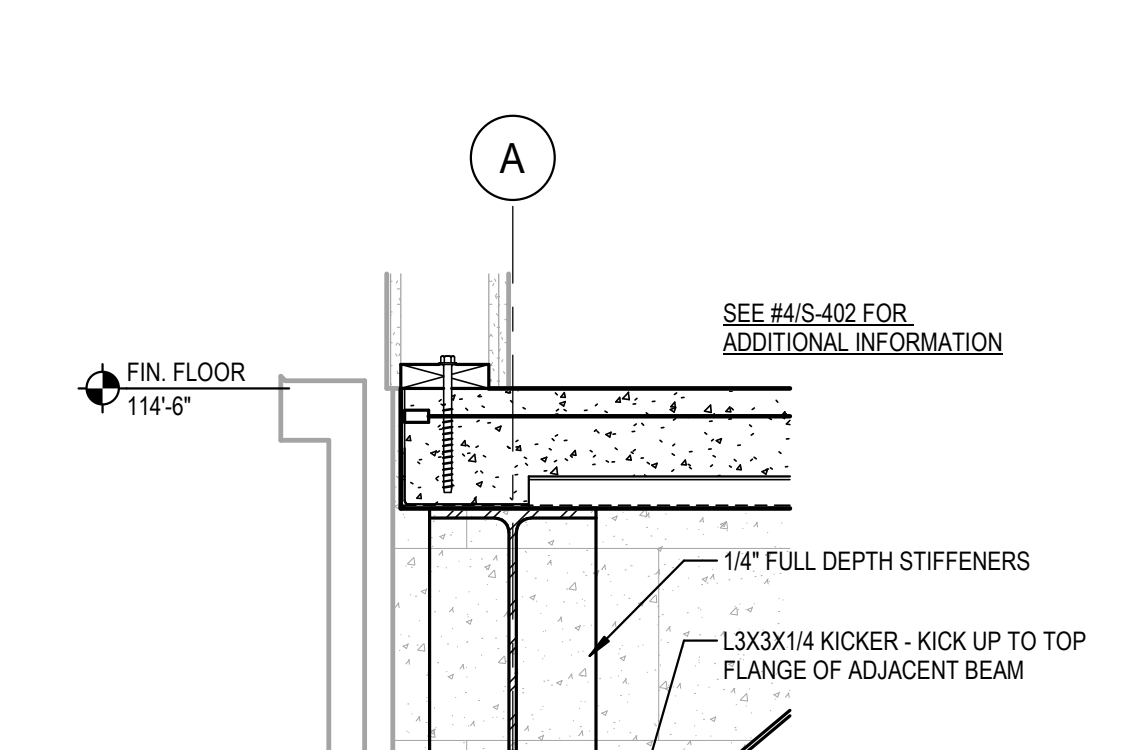 A
SEE #4/S-402 FOR
ADDITIONAL INFORMATION
FIN. FLOOR
114'-6"
1/4" FULL DEPTH STIFFENERS
L3X3X1/4 KICKER - KICK UP TO TOP
FLANGE OF ADJACENT BEAM